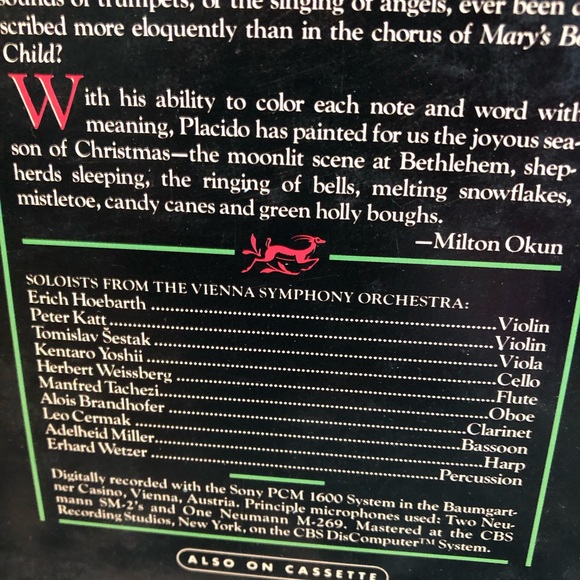 of trumpets, or the singing of angels, ever been
scribed more eloquently than in the chorus of Mary's
Child?
With his ability to color each note and word with
meaning, Placido has painted for us the joyous sea-
son of Christmas—the moonlit scene at Bethlehem, shep-
herds sleeping, the ringing of bells, melting snowflakes,
mistletoe, candy canes and green holly boughs.
—Milton Okun
SOLOISTS FROM THE VIENNA SYMPHONY ORCHESTRA:
Erich Hoebarth ........ Violin
Peter Katt ........ Violin
Tomislav Šestak ........ Viola
Kentaro Yoshii ........ Cello
Herbert Weissberg ........ Flute
Manfred Tachezi ........ Oboe
Alois Brandhofer ........ Clarinet
Leo Cermak ........ Bassoon
Adelheid Miller ........ Harp
Erhard Wetzer ........ Percussion
Digitally recorded with the Sony PCM 1600 System in the Baumgart-
ner Casino, Vienna, Austria. Principle microphones used: Two Neu-
mann SM-2's and One Neumann M-269. Mastered at the CBS
Recording Studios, New York, on the CBS DisComputer™ System.
ALSO ON CASSETTE